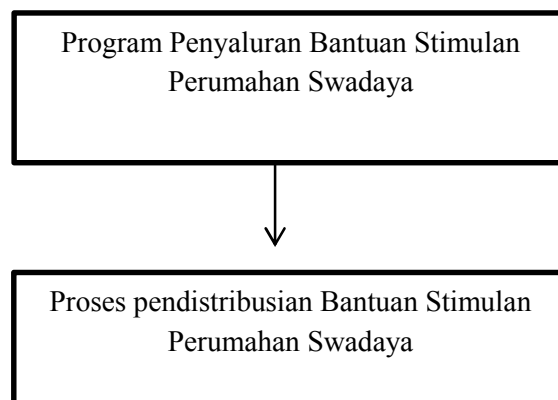 Program Penyaluran Bantuan Stimulan
Perumahan Swadaya
Proses pendistribusian Bantuan Stimulan
Perumahan Swadaya